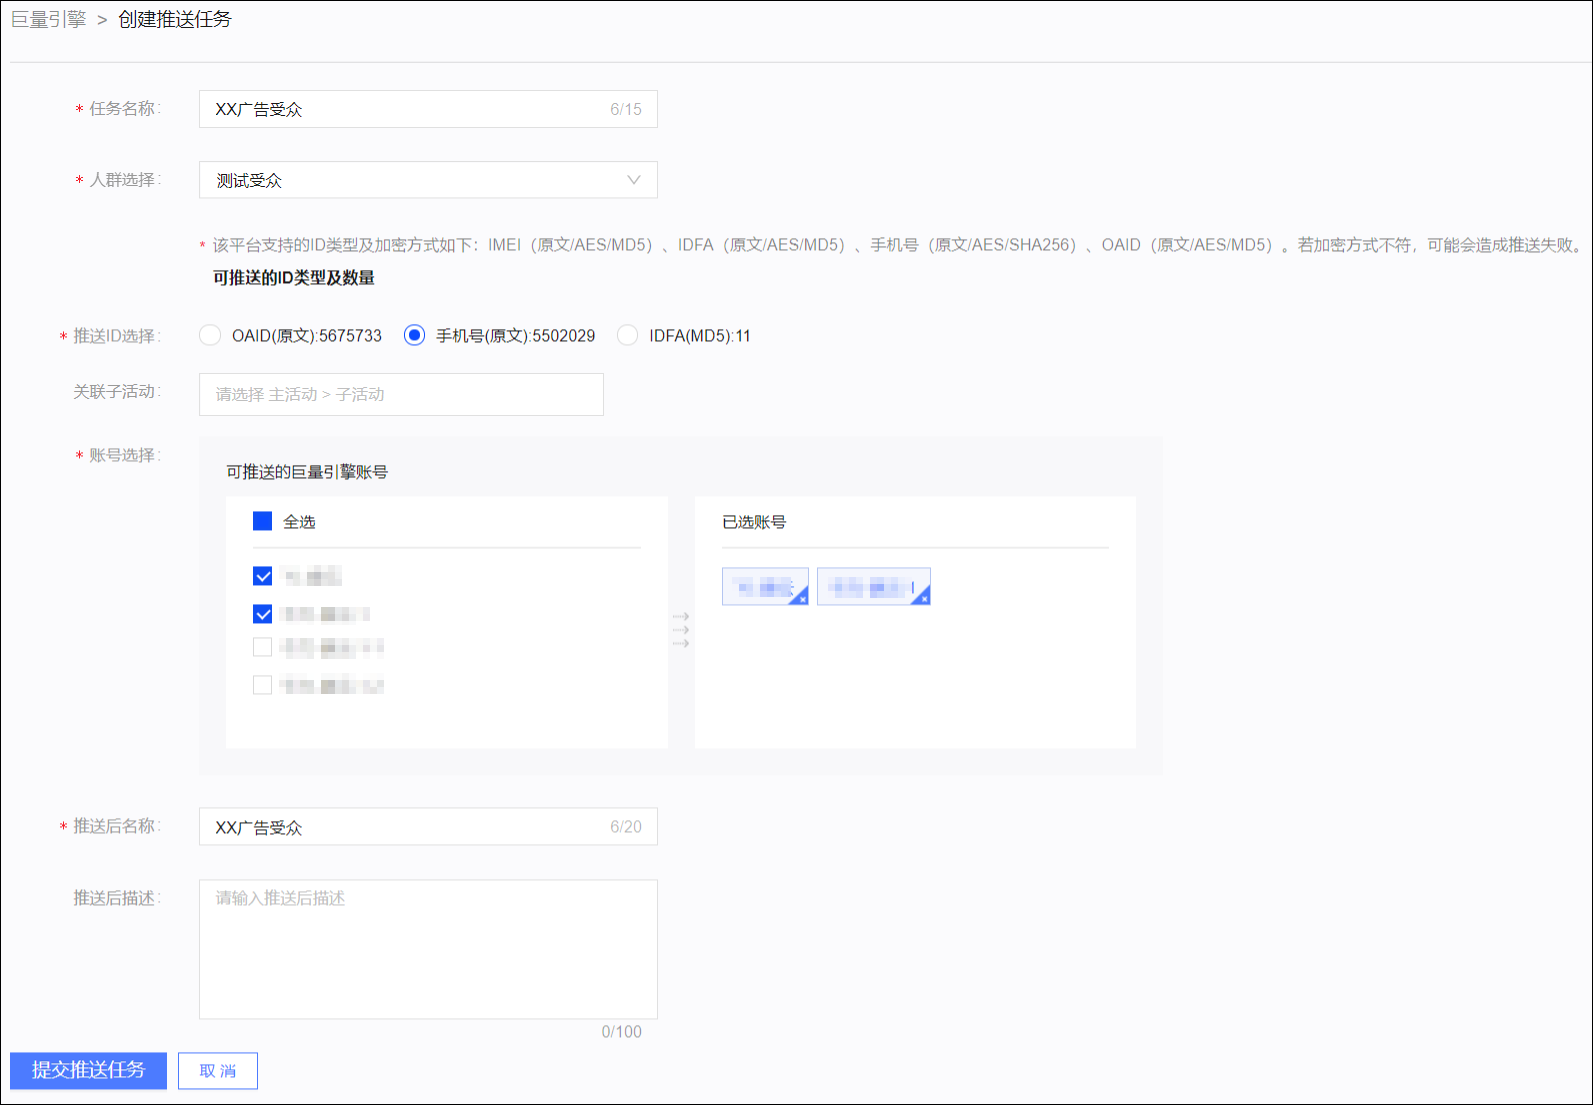 巨量引擎 > 创建推送任务
* 任务名称: XX广告受众 6/15
* 人群选择: 测试受众
* 该平台支持的ID类型及加密方式如下：IMEI（原文/AES/MD5）、IDFA（原文/AES/MD5）、手机号（原文/AES/SHA256）、OAID（原文/AES/MD5）。若加密方式不符，可能会造成推送失败。
可推送的ID类型及数量
* 推送ID选择: OAID(原文):5675733 手机号(原文):5502029 IDFA(MD5):11
关联子活动: 请选择 主活动 > 子活动
* 账号选择:
可推送的巨量引擎账号
全选
已选账号
* 推送后名称: XX广告受众 6/20
推送后描述: 请输入推送后描述
0/100
提交推送任务 取 消